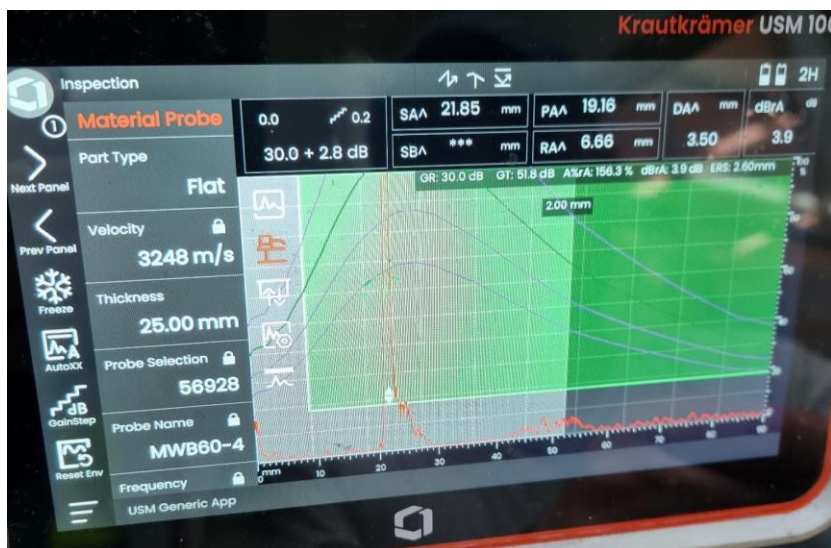 Krautkrämer USM 100
Inspection
2H
1
Material Probe
0.0 0.2
30.0 + 2.8 dB
SA^ 21.85 mm
SB^ *** mm
PA^ 19.16 mm
RA^ 6.66 mm
DA^ mm
3.50
dBrA dB
3.9
GR: 30.0 dB GT: 51.8 dB A%rA: 156.3 % dBrA: 3.9 dB ERS: 2.60mm
2.00 mm
Next Panel
Part Type
Flat
Prev Panel
Velocity
3248 m/s
Freeze
Thickness
25.00 mm
AutoXX
Probe Selection
56928
dB
GainStep
Probe Name
MWB60-4
Reset Env
Frequency
mm 10 20 30 40 50 60 70 80 90
USM Generic App